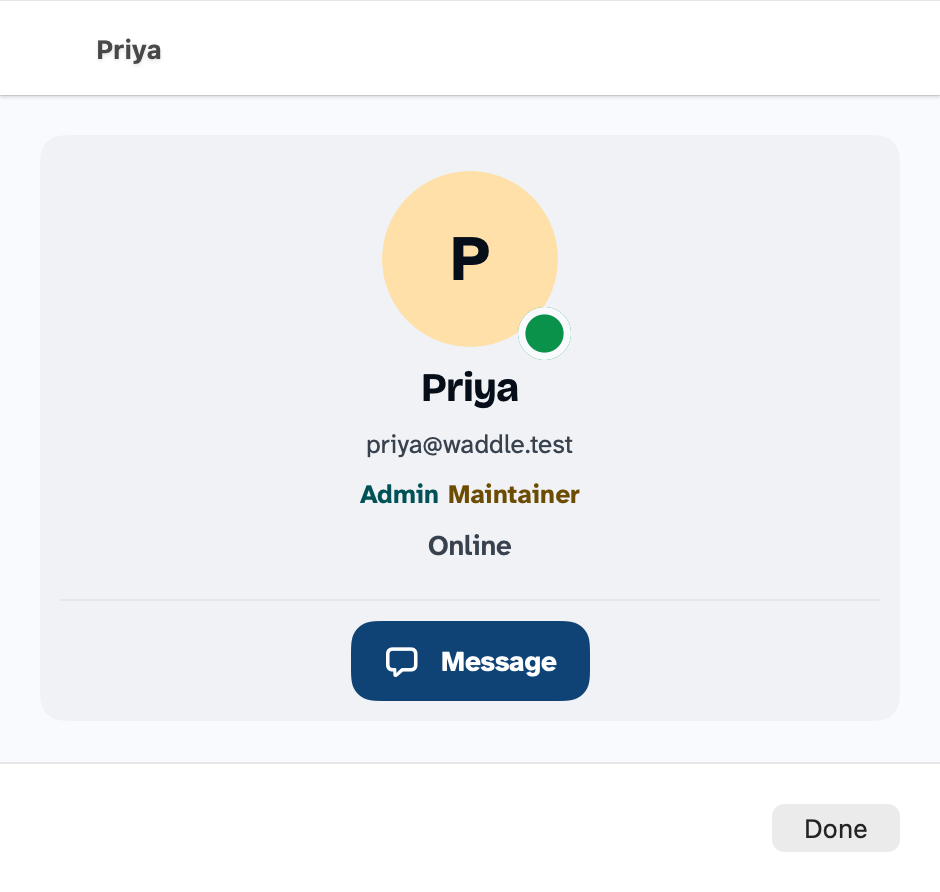 Priya
P
Priya
priya@waddle.test
Admin Maintainer
Online
Message
Done